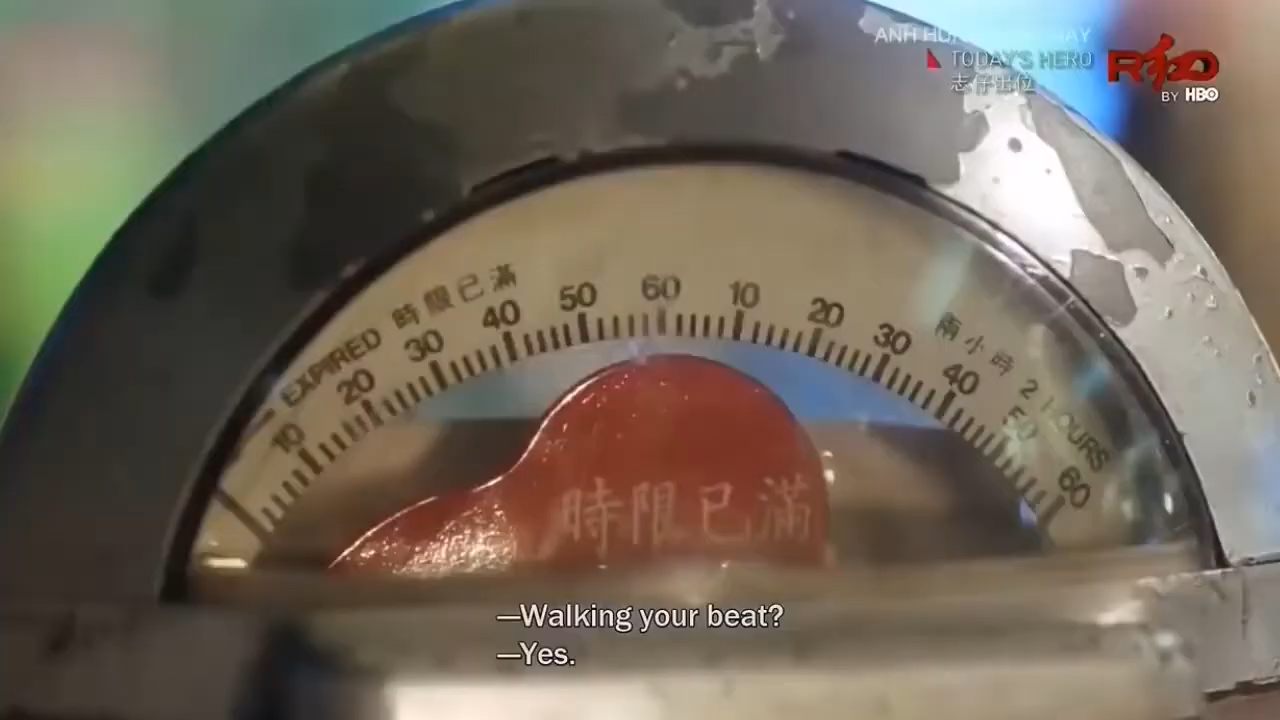 TODAY'S HERO
志仔出位
RED
BY HBO
EXPIRED 時限已滿
兩小時 2 HOURS
10 20 30 40 50 60 10 20 30 40 50 60
時限已滿
—Walking your beat?
—Yes.